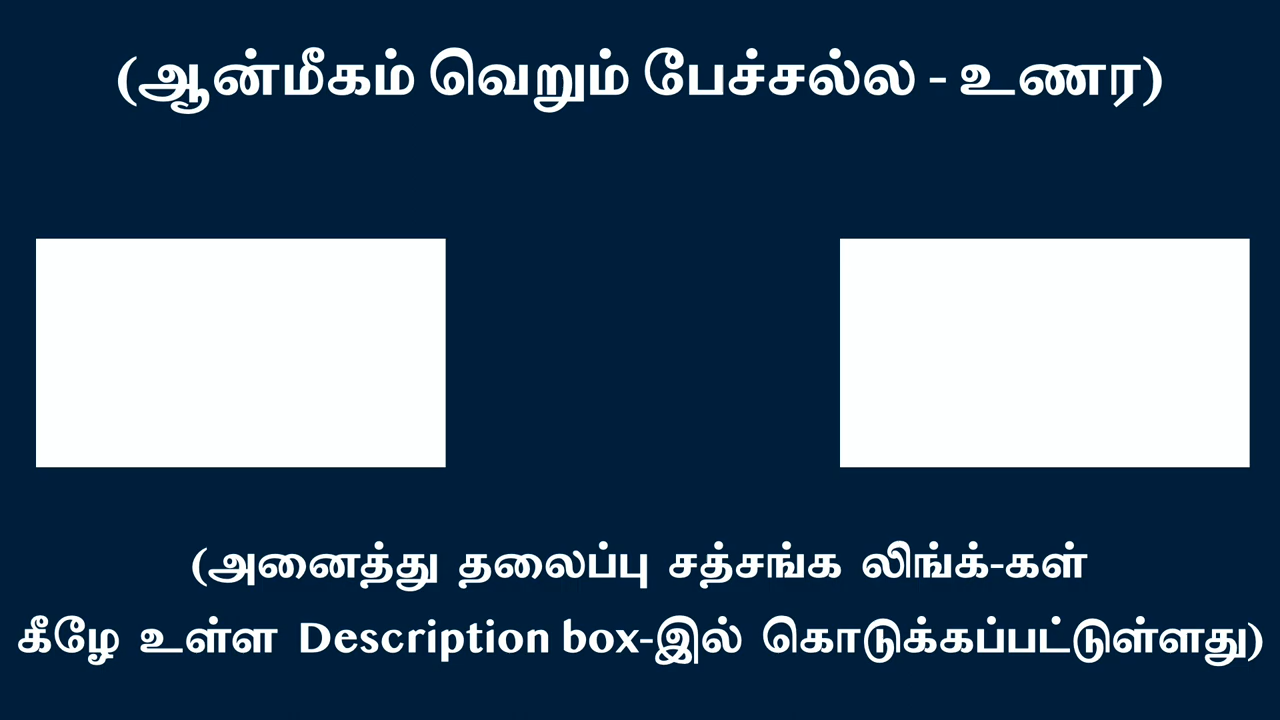 (ஆன்மீகம் வெறும் பேச்சல்ல - உணர)
(அனைத்து தலைப்பு சத்சங்க லிங்க்-கள்
கீழே உள்ள Description box-இல் கொடுக்கப்பட்டுள்ளது)